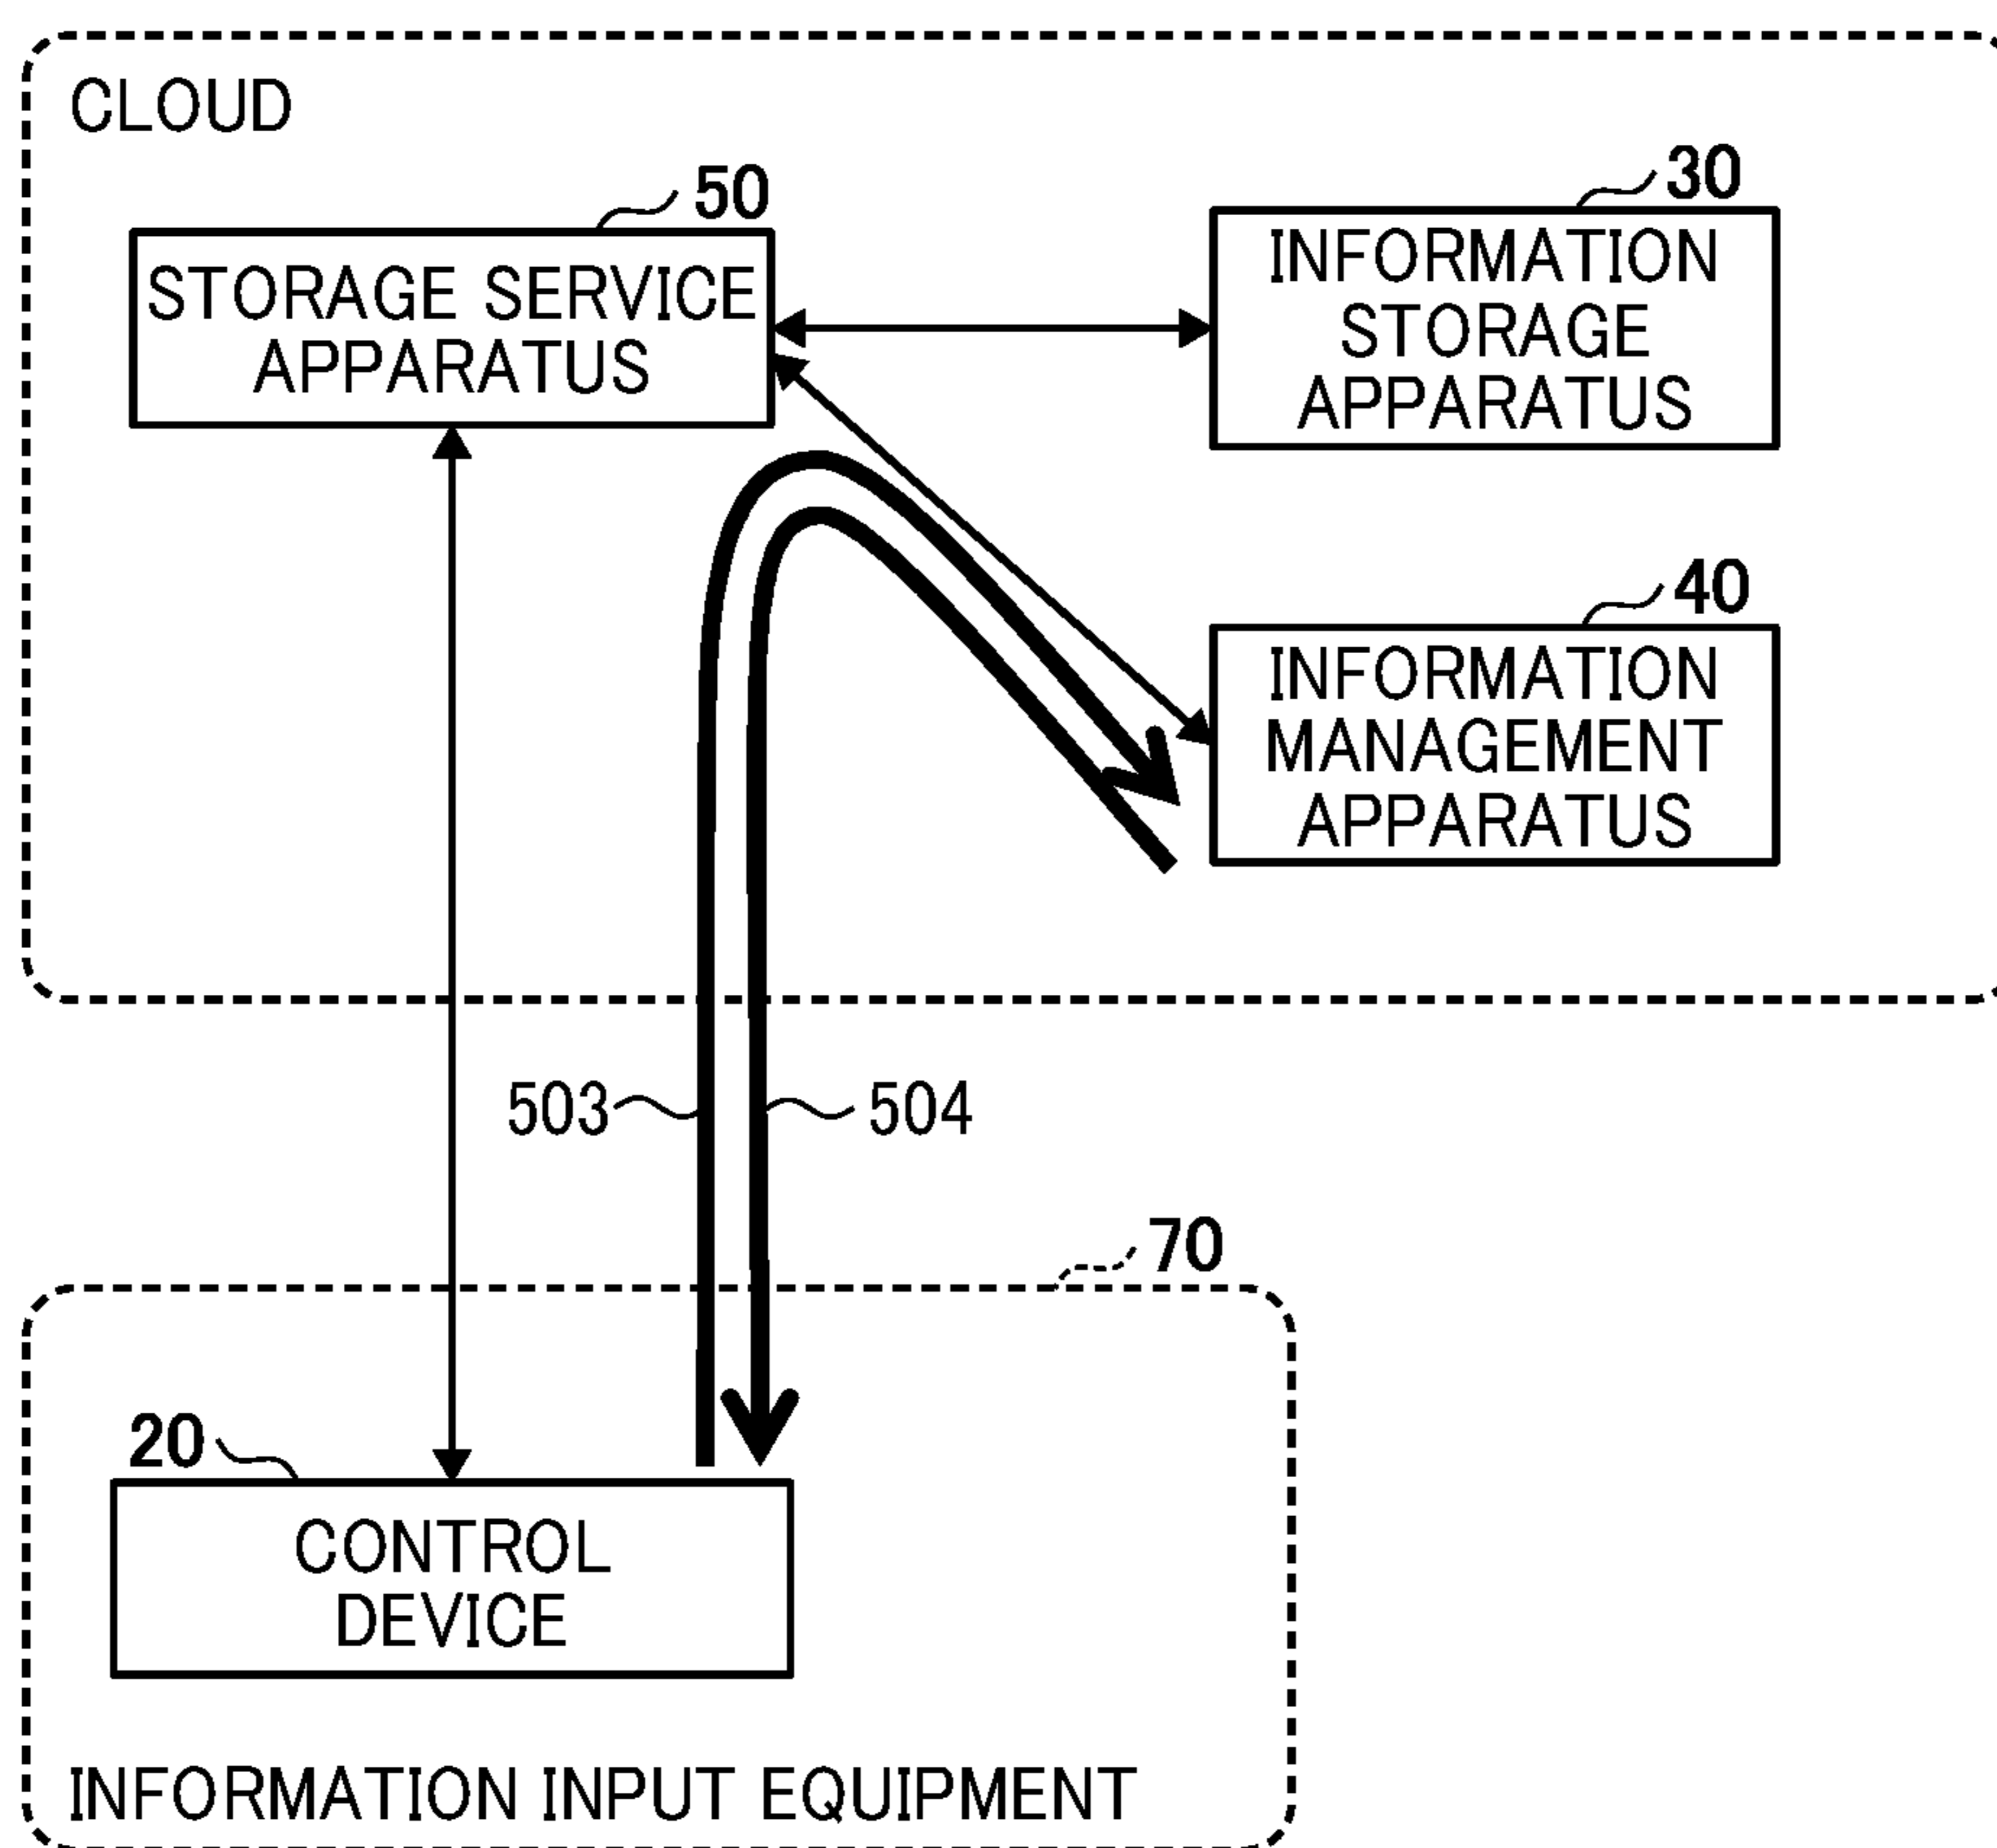 CLOUD
50
STORAGE SERVICE
APPARATUS
30
INFORMATION
STORAGE
APPARATUS
40
INFORMATION
MANAGEMENT
APPARATUS
503
504
70
20
CONTROL
DEVICE
INFORMATION INPUT EQUIPMENT